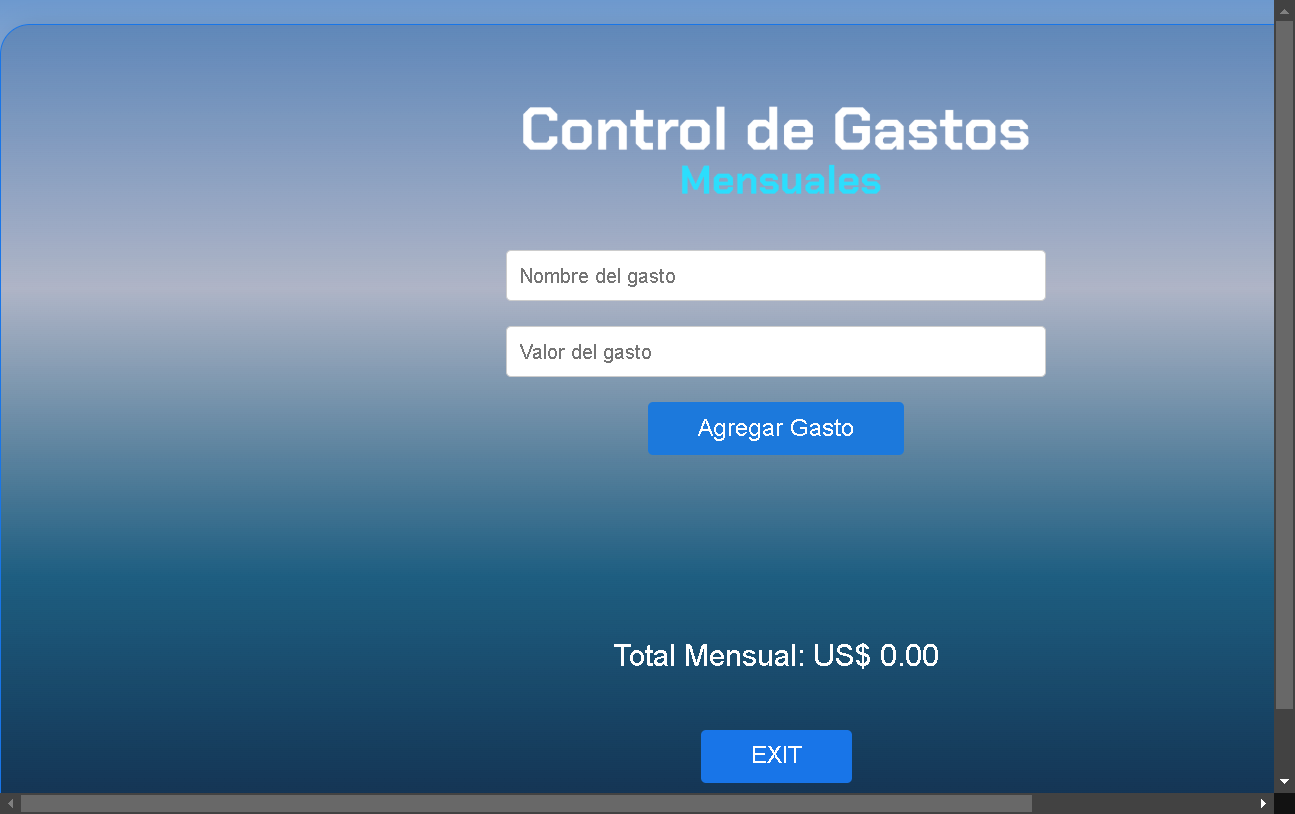 Control de Gastos
Mensuales
Nombre del gasto
Valor del gasto
Agregar Gasto
Total Mensual: US$ 0.00
EXIT